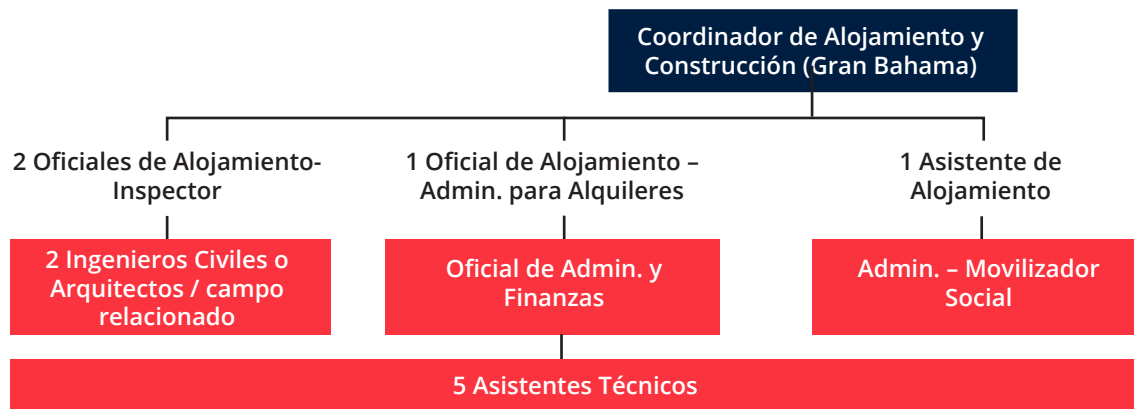 Coordinador de Alojamiento y
Construcción (Gran Bahama)
2 Oficiales de Alojamiento-
Inspector
1 Oficial de Alojamiento –
Admin. para Alquileres
1 Asistente de
Alojamiento
2 Ingenieros Civiles o
Arquitectos / campo
relacionado
Oficial de Admin. y
Finanzas
Admin. – Movilizador
Social
5 Asistentes Técnicos